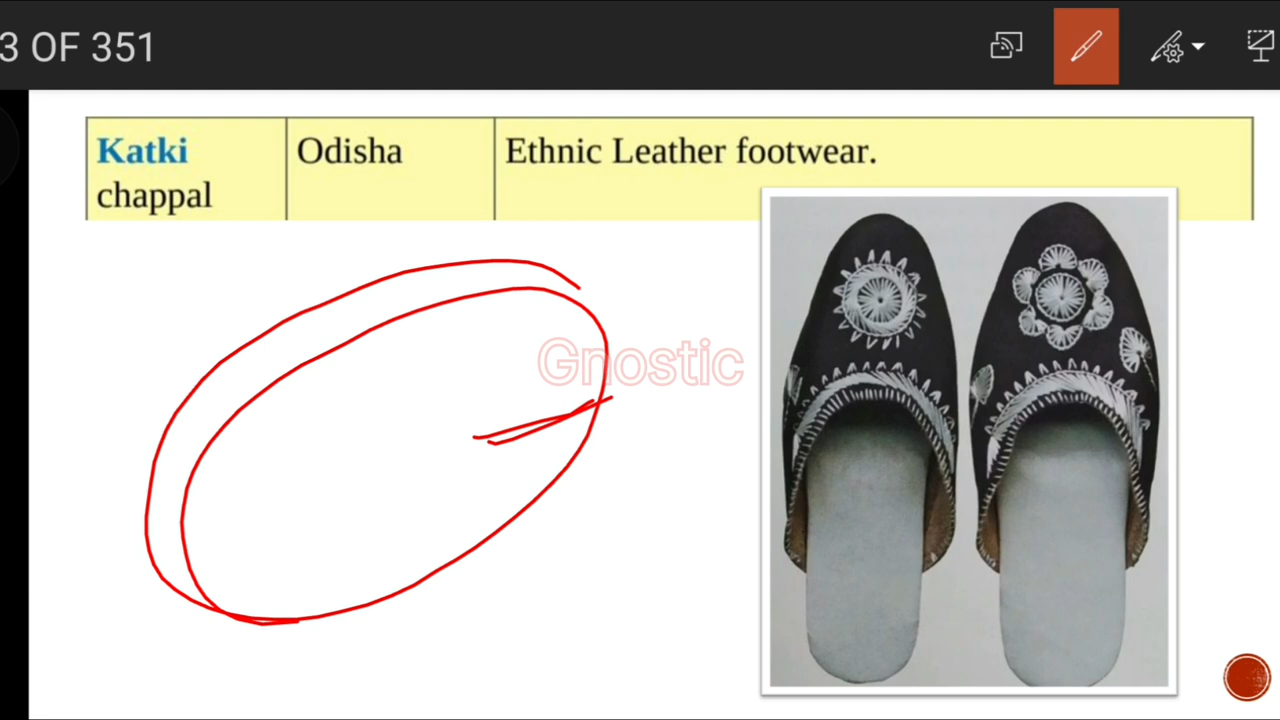 3 OF 351
Katki chappal
Odisha
Ethnic Leather footwear.
Gnostic